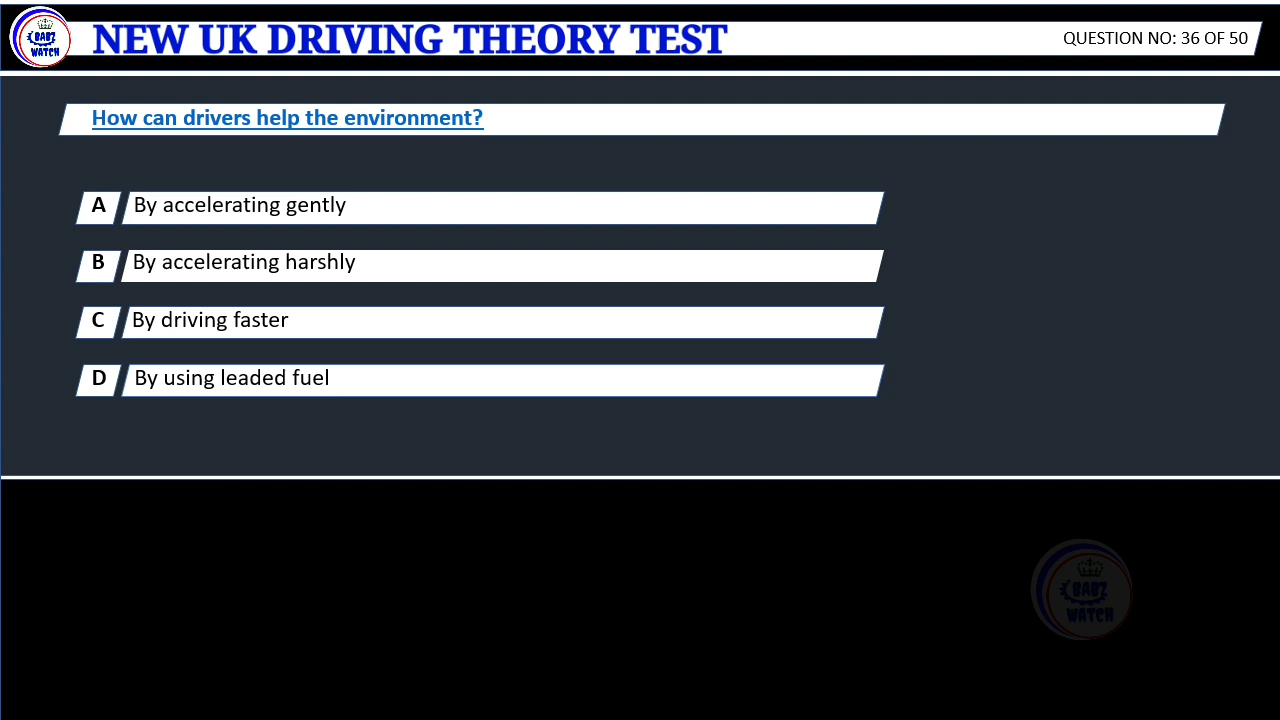 BABZ
WATCH
NEW UK DRIVING THEORY TEST
QUESTION NO: 36 OF 50
How can drivers help the environment?
A By accelerating gently
B By accelerating harshly
C By driving faster
D By using leaded fuel
BABZ
WATCH